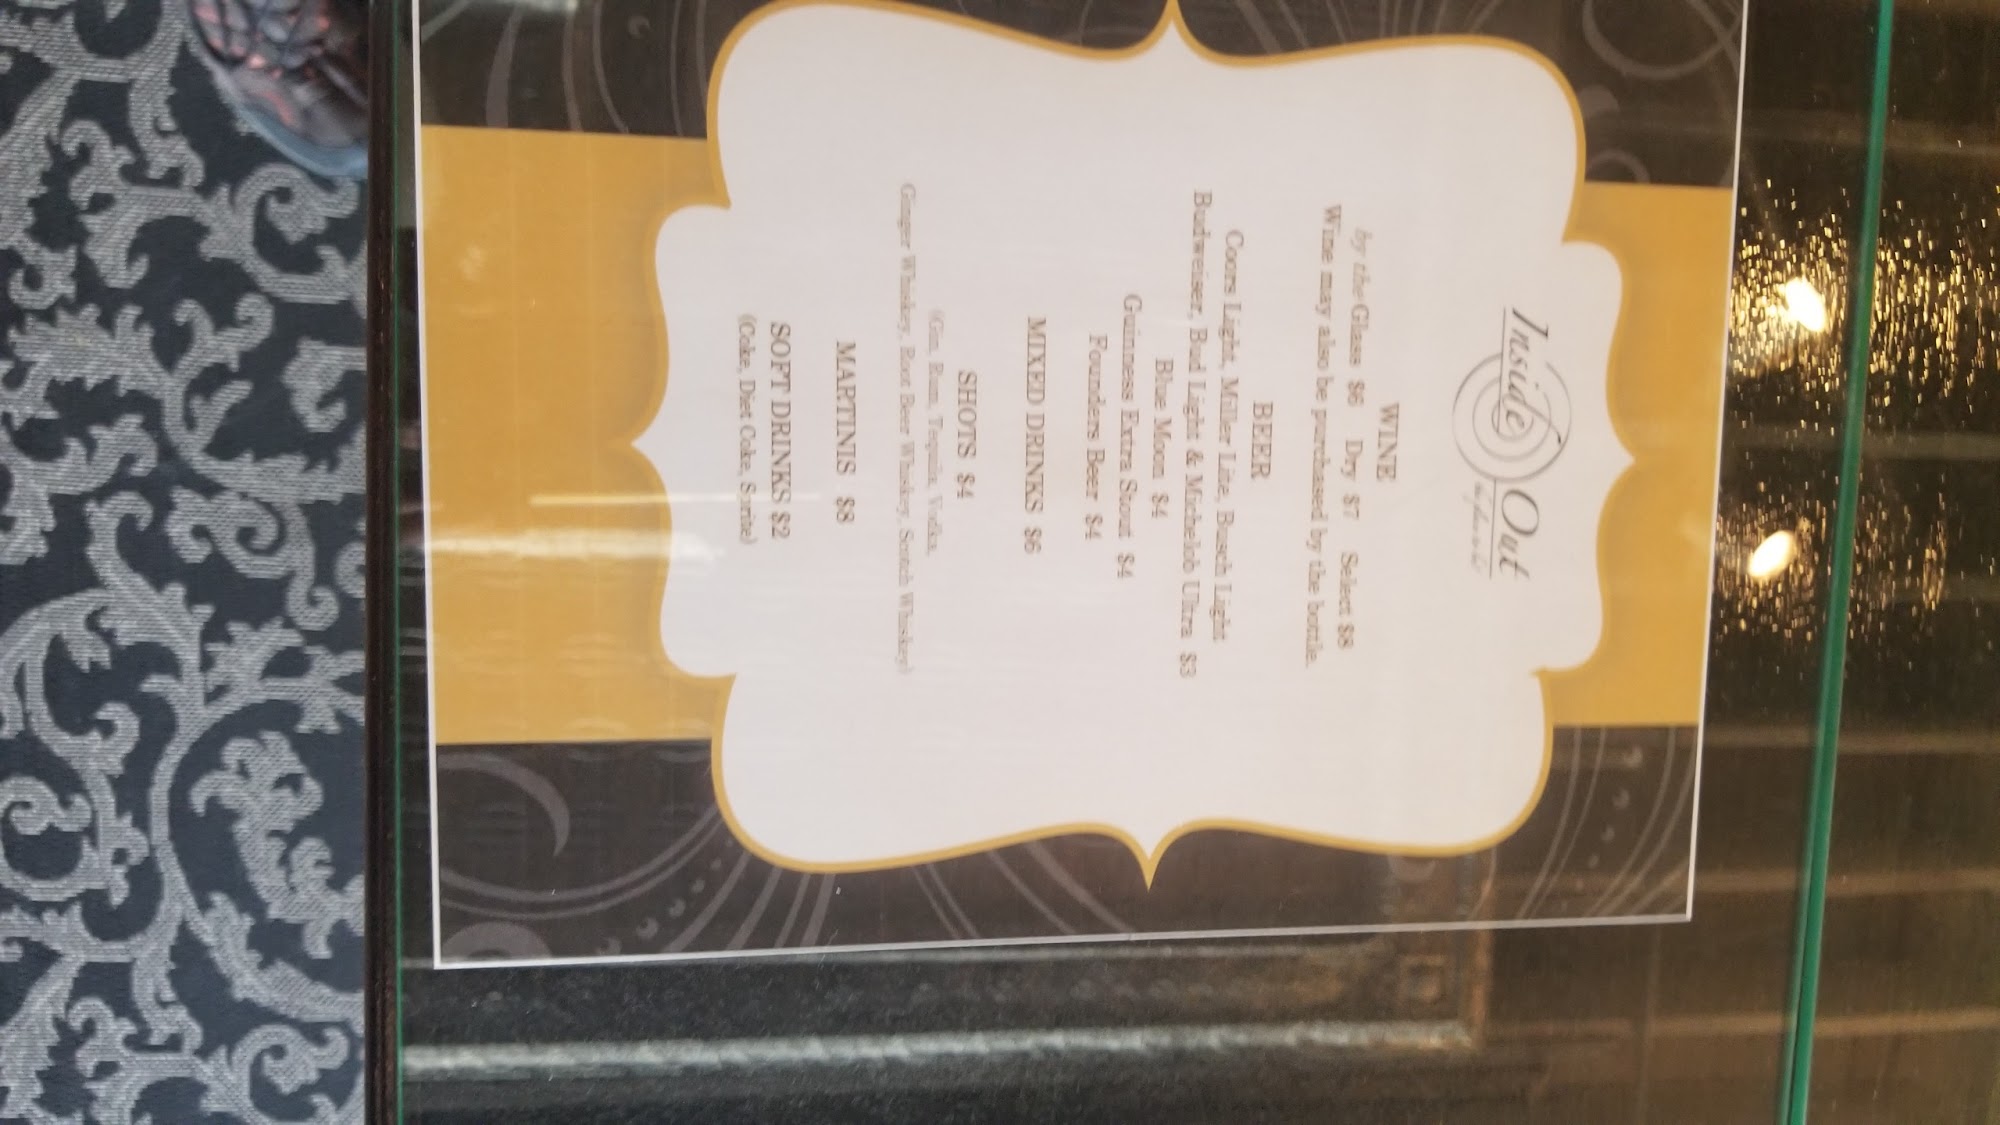 Inside Out
WINE
by the Glass $6 Dry $7 Select $8
Wine may also be purchased by the bottle.
BEER
Coors Light, Miller Lite, Busch Light
Budweiser, Bud Light & Michelob Ultra $3
Blue Moon $4
Guinness Extra Stout $4
Founders Beer $4
MIXED DRINKS $6
SHOTS $4
(Gin, Rum, Tequila, Vodka,
Ginger Whiskey, Root Beer Whiskey, Scotch Whiskey)
MARTINIS $8
SOFT DRINKS $2
(Coke, Diet Coke, Sprite)